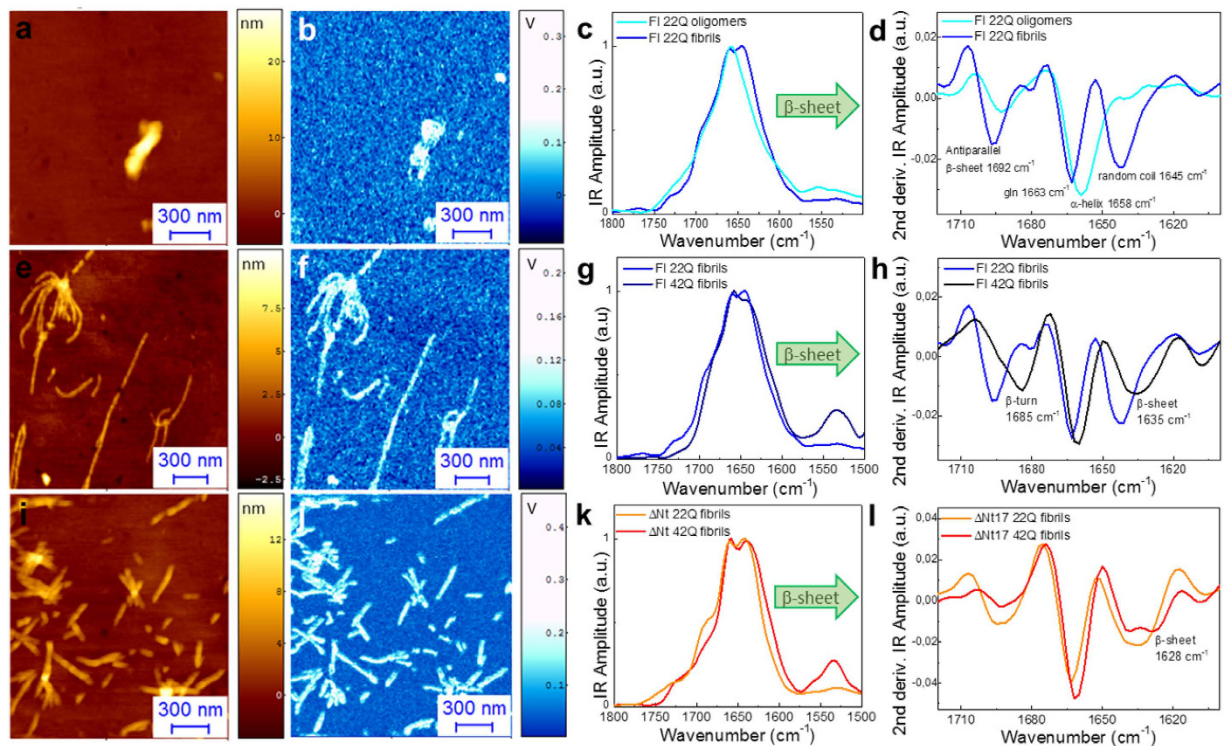 a
nm
20
10
0
300 nm
b
V
0.3
0.2
0.1
0
300 nm
c
Fl 22Q oligomers
Fl 22Q fibrils
β-sheet
IR Amplitude (a.u.)
1
0
1800 1750 1700 1650 1600 1550 1500
Wavenumber (cm-1)
d
Fl 22Q oligomers
Fl 22Q fibrils
2nd deriv. IR Amplitude (a.u.)
0.02
0.00
-0.02
Antiparallel
β-sheet 1692 cm-1
gln 1663 cm-1
α-helix 1658 cm-1
random coil 1645 cm-1
1710 1680 1650 1620
Wavenumber (cm-1)
e
nm
7.5
5.0
2.5
0
-2.5
300 nm
f
V
0.20
0.16
0.12
0.08
0.04
300 nm
g
Fl 22Q fibrils
Fl 42Q fibrils
β-sheet
IR Amplitude (a.u)
1
0
1800 1750 1700 1650 1600 1550 1500
Wavenumber (cm-1)
h
Fl 22Q fibrils
Fl 42Q fibrils
2nd deriv. IR Amplitude (a.u.)
0.02
0.00
-0.02
β-turn
1685 cm-1
β-sheet
1635 cm-1
1710 1680 1650 1620
Wavenumber (cm-1)
i
nm
12
8
4
0
300 nm
j
V
0.4
0.3
0.2
0.1
300 nm
k
ΔNt 22Q fibrils
ΔNt 42Q fibrils
β-sheet
IR Amplitude (a.u.)
1
0
1800 1750 1700 1650 1600 1550 1500
Wavenumber (cm-1)
l
ΔNt17 22Q fibrils
ΔNt17 42Q fibrils
2nd deriv. IR Amplitude (a.u.)
0.04
0.02
0.00
-0.02
-0.04
β-sheet
1628 cm-1
1710 1680 1650 1620
Wavenumber (cm-1)